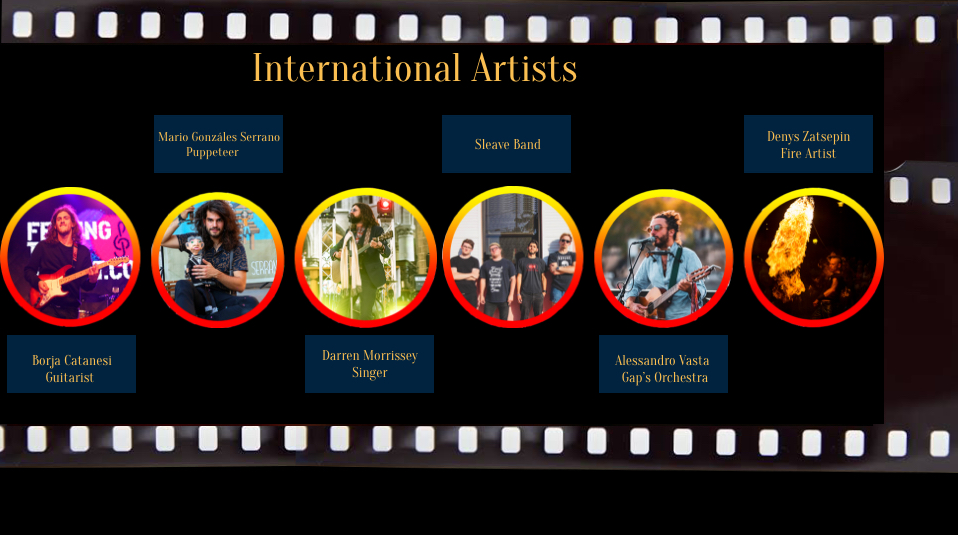 International Artists
Mario Gonzáles Serrano
Puppeteer
Sleave Band
Denys Zatsepin
Fire Artist
Borja Catanesi
Guitarist
Darren Morrissey
Singer
Alessandro Vasta
Gap's Orchestra